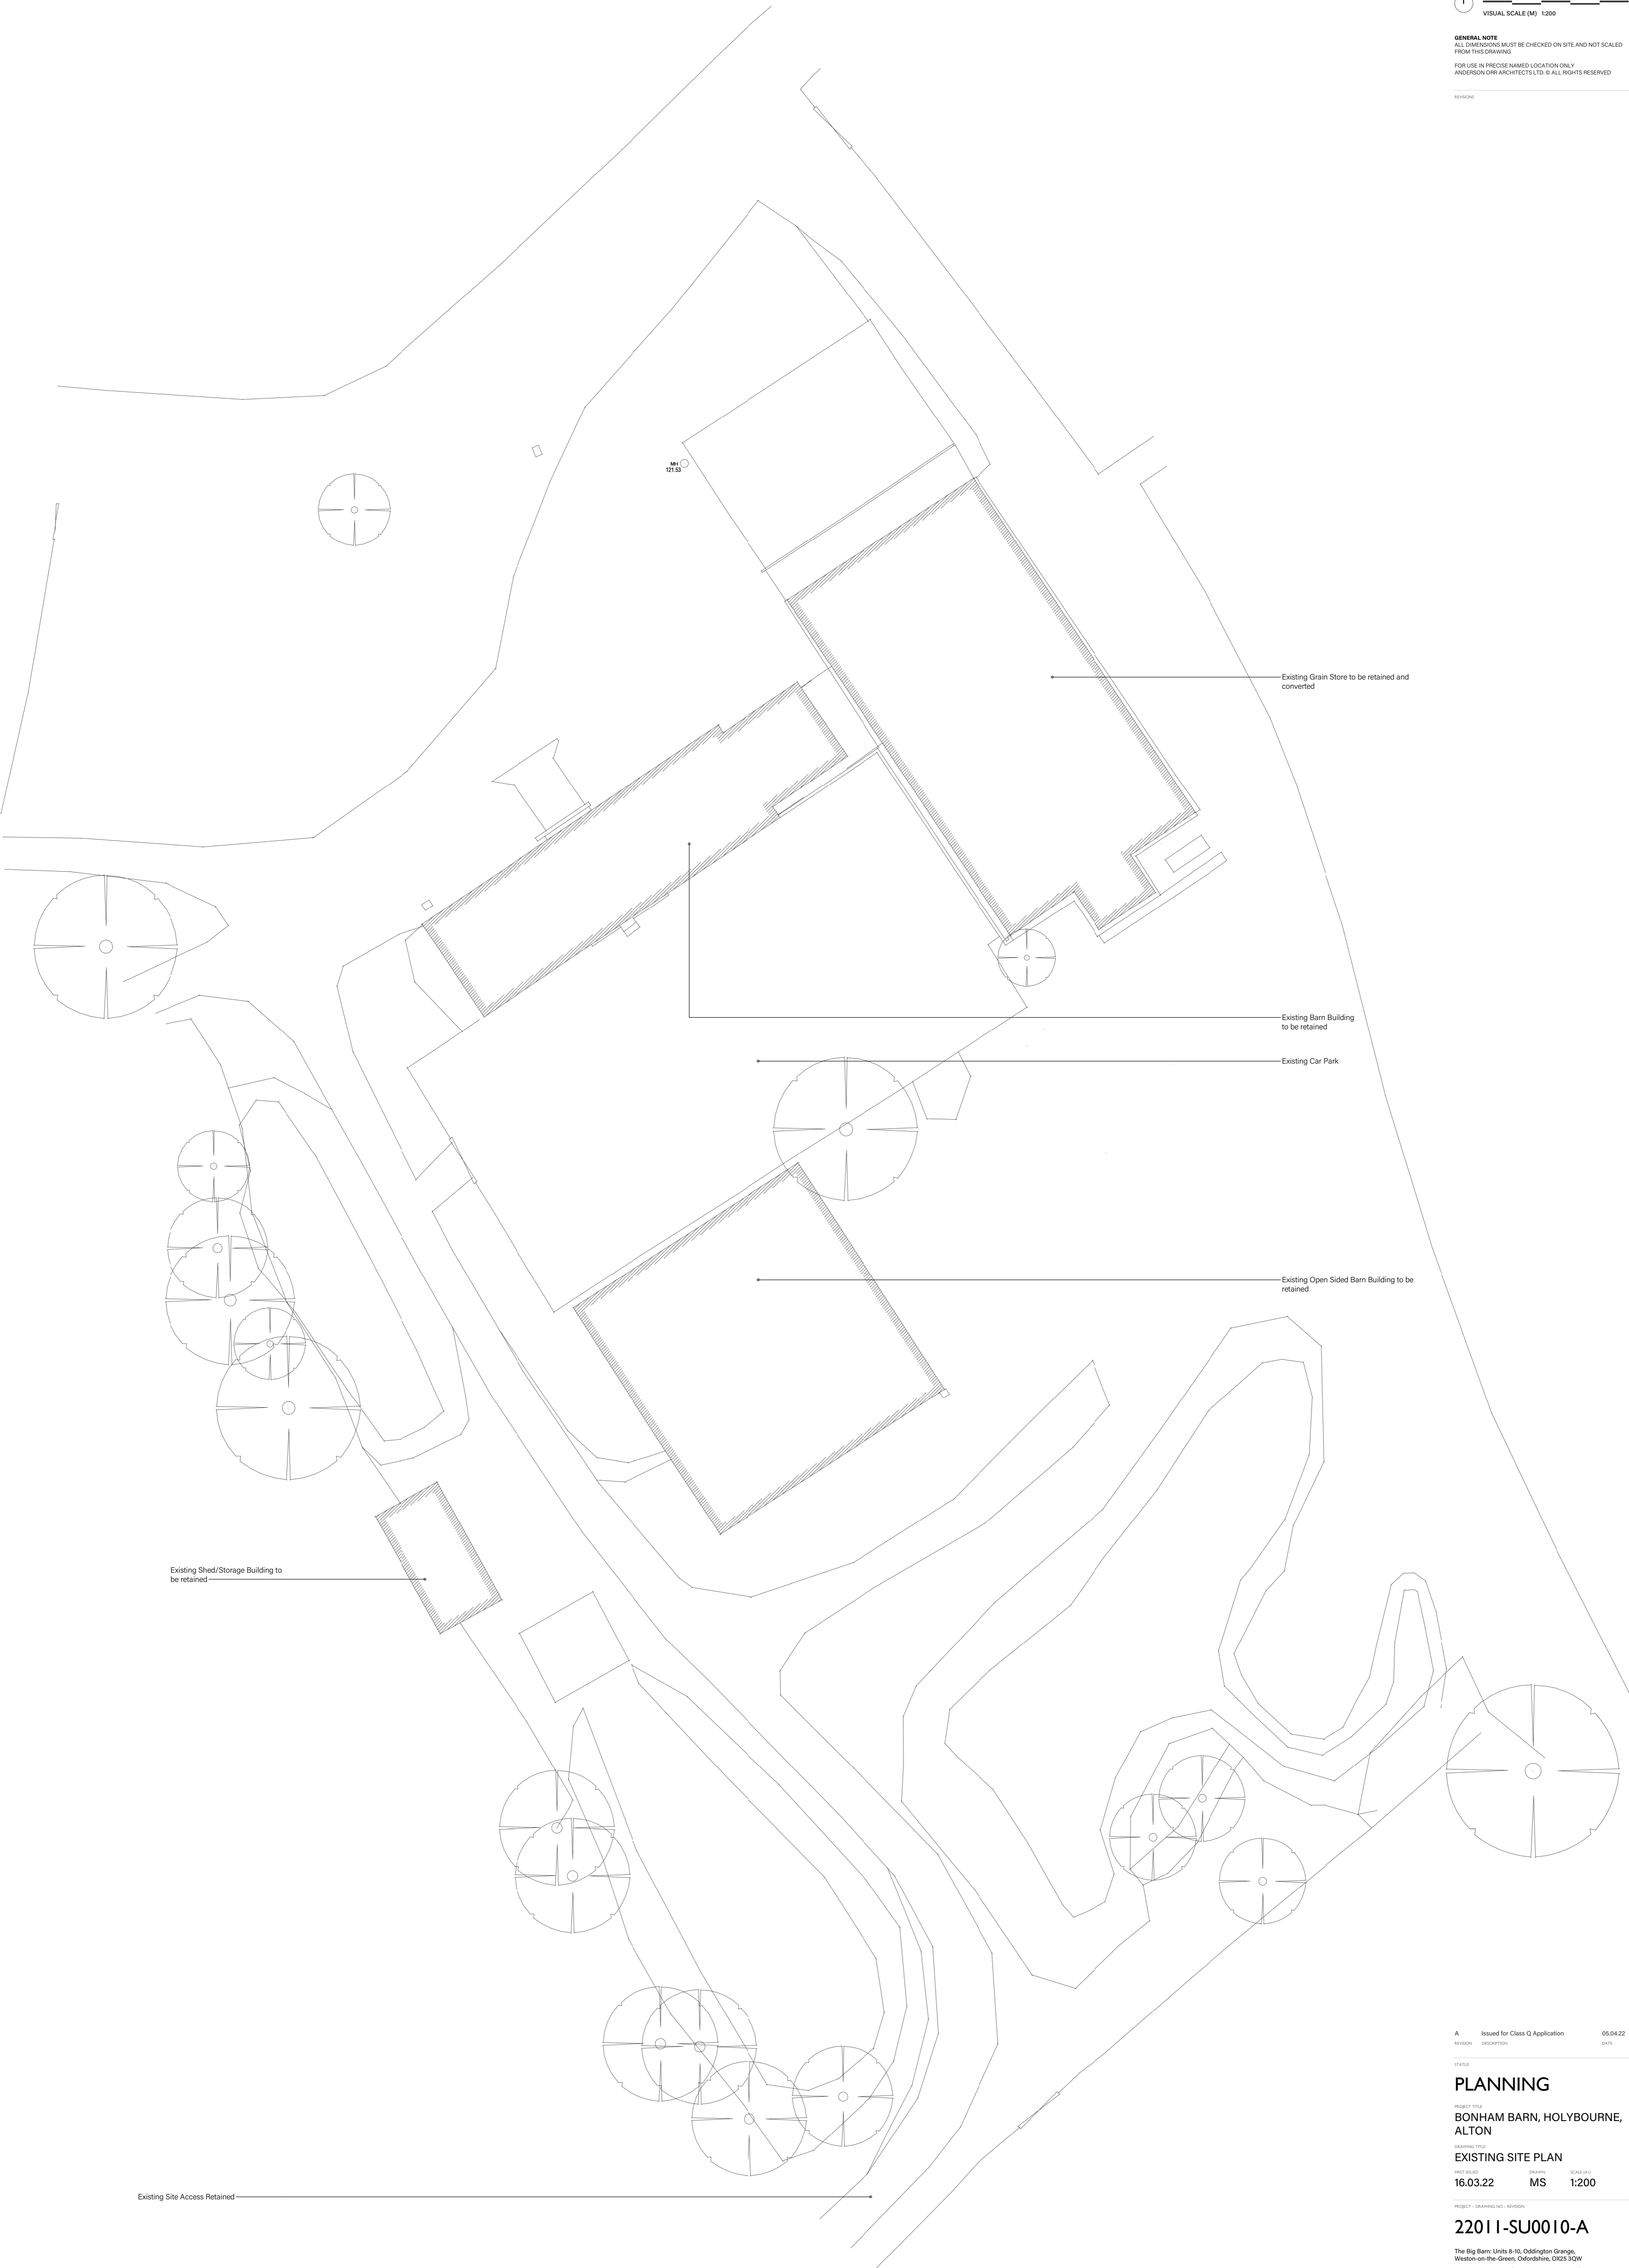 VISUAL SCALE (M) 1:200
GENERAL NOTE
ALL DIMENSIONS MUST BE CHECKED ON SITE AND NOT SCALED
FROM THIS DRAWING
FOR USE IN PRECISE NAMED LOCATION ONLY
ANDERSON ORR ARCHITECTS LTD. © ALL RIGHTS RESERVED
REVISIONS
MH
121.53
Existing Grain Store to be retained and
converted
Existing Barn Building
to be retained
Existing Car Park
Existing Open Sided Barn Building to be
retained
Existing Shed/Storage Building to
be retained
Existing Site Access Retained
A Issued for Class Q Application 05.04.22
REVISION DESCRIPTION DATE
STATUS
PLANNING
PROJECT TITLE
BONHAM BARN, HOLYBOURNE,
ALTON
DRAWING TITLE
EXISTING SITE PLAN
FIRST ISSUED DRAWN SCALE (A1)
16.03.22 MS 1:200
PROJECT - DRAWING NO - REVISION
22011-SU0010-A
The Big Barn: Units 8-10, Oddington Grange,
Weston-on-the-Green, Oxfordshire, OX25 3QW